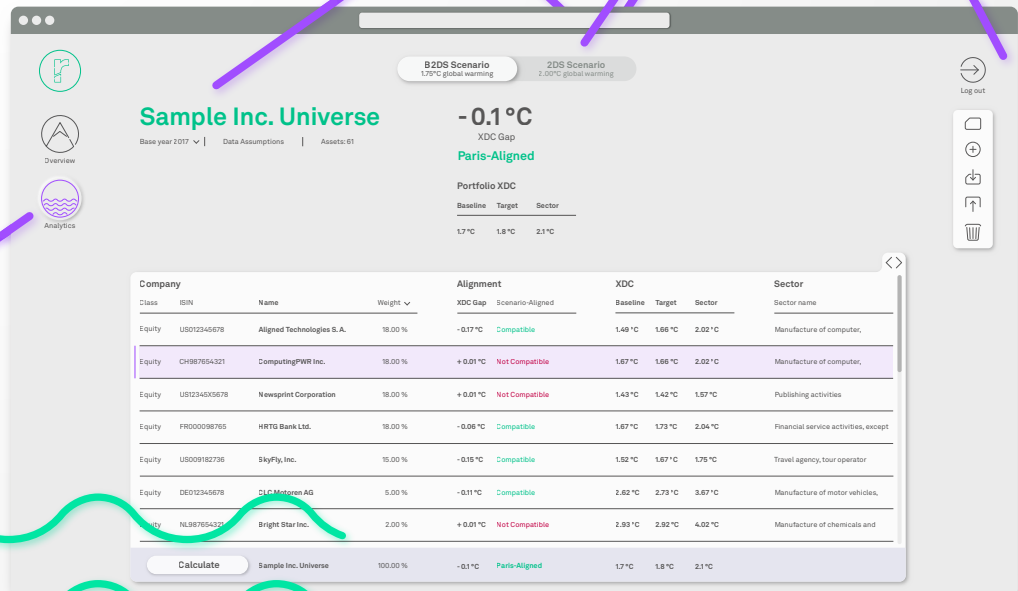 B2DS Scenario
1.75°C global warming
2DS Scenario
2.00°C global warming
Log out
Sample Inc. Universe
Base year 2017 | Data Assumptions | Assets: 61
- 0.1 °C
XDC Gap
Paris-Aligned
Overview
Analytics
Portfolio XDC
Baseline Target Sector
1.7 °C 1.8 °C 2.1 °C
Company Alignment XDC Sector
Class ISIN Name Weight XDC Gap Scenario-Aligned Baseline Target Sector Sector name
Equity US012345678 Aligned Technologies S. A. 18.00 % - 0.17 °C Compatible 1.49 °C 1.66 °C 2.02 °C Manufacture of computer,
Equity CH987654321 ComputingPWR Inc. 18.00 % + 0.01 °C Not Compatible 1.67 °C 1.66 °C 2.02 °C Manufacture of computer,
Equity US12345X5678 Newsprint Corporation 18.00 % + 0.01 °C Not Compatible 1.43 °C 1.42 °C 1.57 °C Publishing activities
Equity FR000098765 HRTG Bank Ltd. 18.00 % - 0.06 °C Compatible 1.67 °C 1.73 °C 2.04 °C Financial service activities, except
Equity US009182736 SkyFly, Inc. 15.00 % - 0.15 °C Compatible 1.52 °C 1.67 °C 1.75 °C Travel agency, tour operator
Equity DE012345678 CLC Motoren AG 5.00 % - 0.11 °C Compatible 2.62 °C 2.73 °C 3.67 °C Manufacture of motor vehicles,
Equity NL987654321 Bright Star Inc. 2.00 % + 0.01 °C Not Compatible 2.93 °C 2.92 °C 4.02 °C Manufacture of chemicals and
Calculate Sample Inc. Universe 100.00 % - 0.1 °C Paris-Aligned 1.7 °C 1.8 °C 2.1 °C